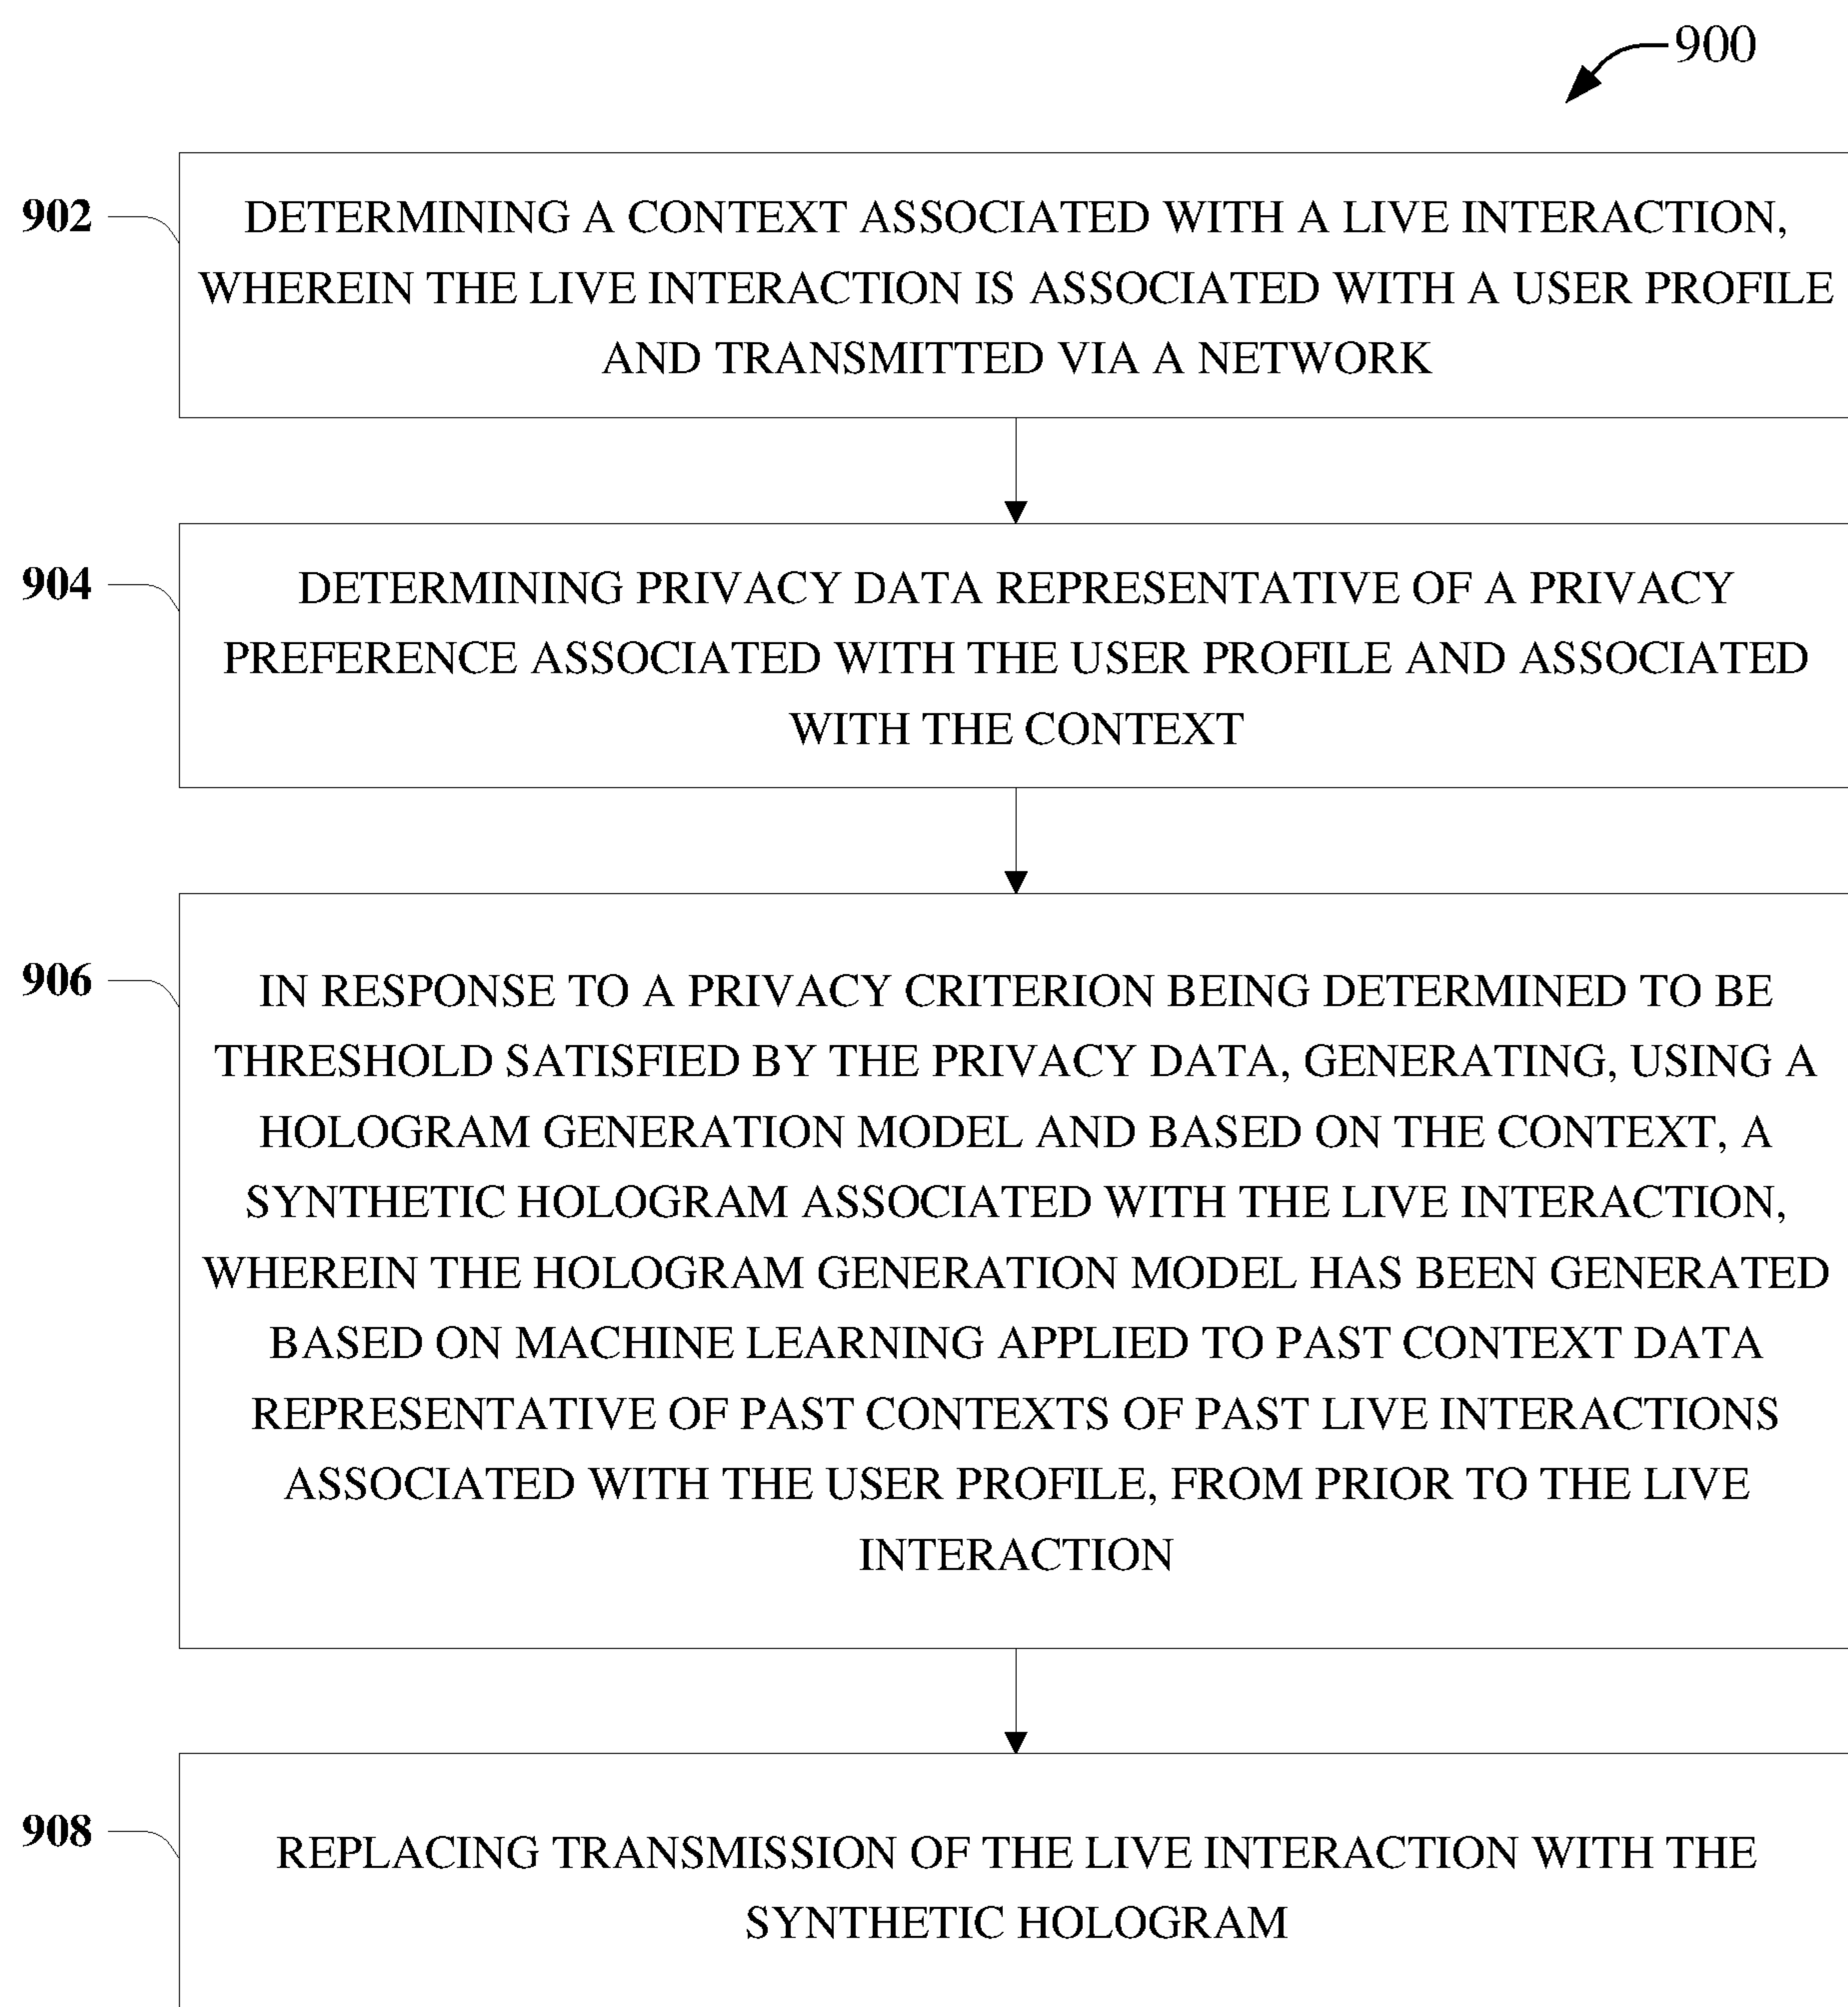 900
902
DETERMINING A CONTEXT ASSOCIATED WITH A LIVE INTERACTION,
WHEREIN THE LIVE INTERACTION IS ASSOCIATED WITH A USER PROFILE
AND TRANSMITTED VIA A NETWORK
904
DETERMINING PRIVACY DATA REPRESENTATIVE OF A PRIVACY
PREFERENCE ASSOCIATED WITH THE USER PROFILE AND ASSOCIATED
WITH THE CONTEXT
906
IN RESPONSE TO A PRIVACY CRITERION BEING DETERMINED TO BE
THRESHOLD SATISFIED BY THE PRIVACY DATA, GENERATING, USING A
HOLOGRAM GENERATION MODEL AND BASED ON THE CONTEXT, A
SYNTHETIC HOLOGRAM ASSOCIATED WITH THE LIVE INTERACTION,
WHEREIN THE HOLOGRAM GENERATION MODEL HAS BEEN GENERATED
BASED ON MACHINE LEARNING APPLIED TO PAST CONTEXT DATA
REPRESENTATIVE OF PAST CONTEXTS OF PAST LIVE INTERACTIONS
ASSOCIATED WITH THE USER PROFILE, FROM PRIOR TO THE LIVE
INTERACTION
908
REPLACING TRANSMISSION OF THE LIVE INTERACTION WITH THE
SYNTHETIC HOLOGRAM